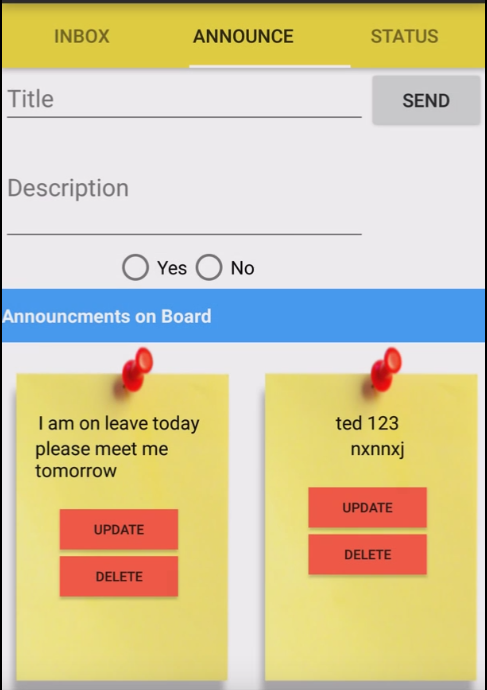 INBOX ANNOUNCE STATUS
Title
SEND
Description
Yes No
Announcments on Board
I am on leave today
please meet me
tomorrow
UPDATE
DELETE
ted 123
nxnnxj
UPDATE
DELETE